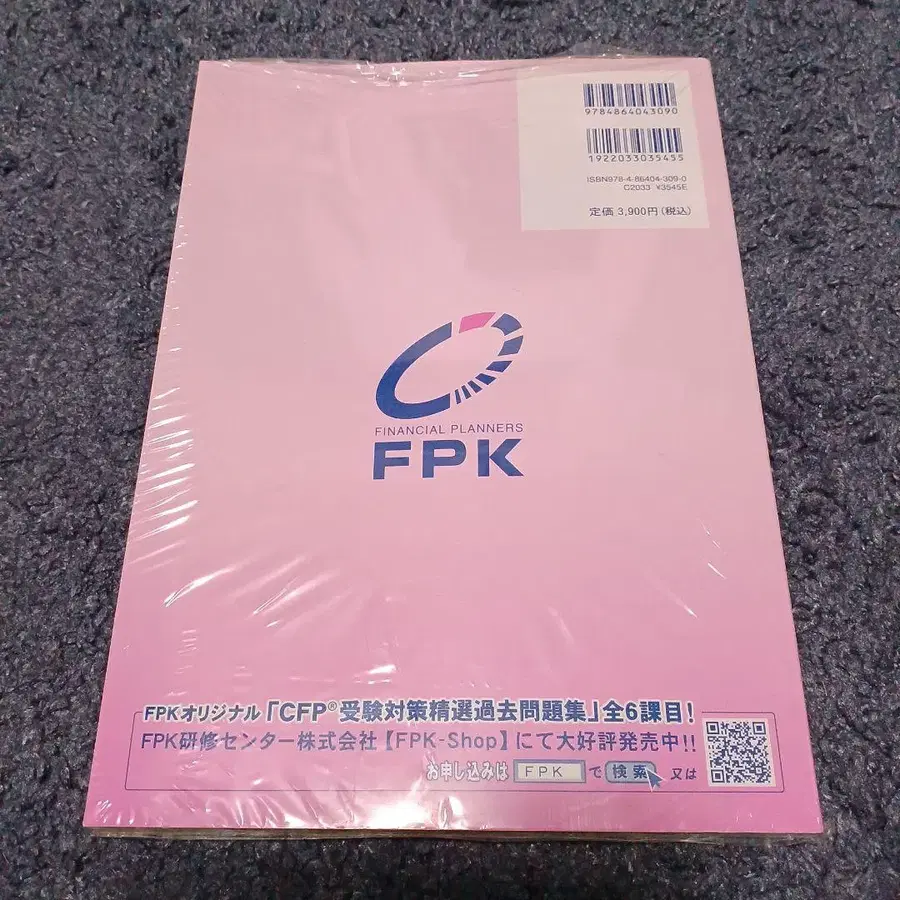 9784864043090
1922033035455
ISBN978-4-86404-309-0
C2033 ¥3545E
定価 3,900円(税込)
FINANCIAL PLANNERS
FPK
FPKオリジナル「CFP®受験対策精選過去問題集」全6課目!
FPK研修センター株式会社【FPK-Shop】にて大好評発売中!!
お申し込みは FPK で 検索 又は